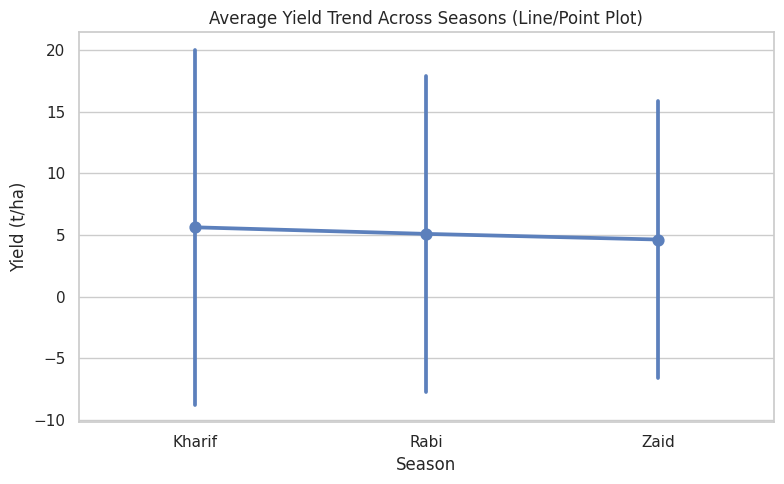 Average Yield Trend Across Seasons (Line/Point Plot)
20
15
10
5
0
−5
−10
Yield (t/ha)
Kharif
Rabi
Zaid
Season